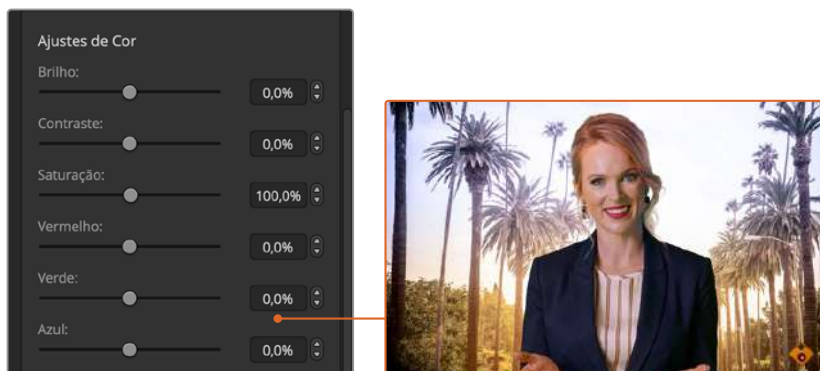 Ajustes de Cor
Brilho:
0,0%
Contraste:
0,0%
Saturação:
100,0%
Vermelho:
0,0%
Verde:
0,0%
Azul:
0,0%